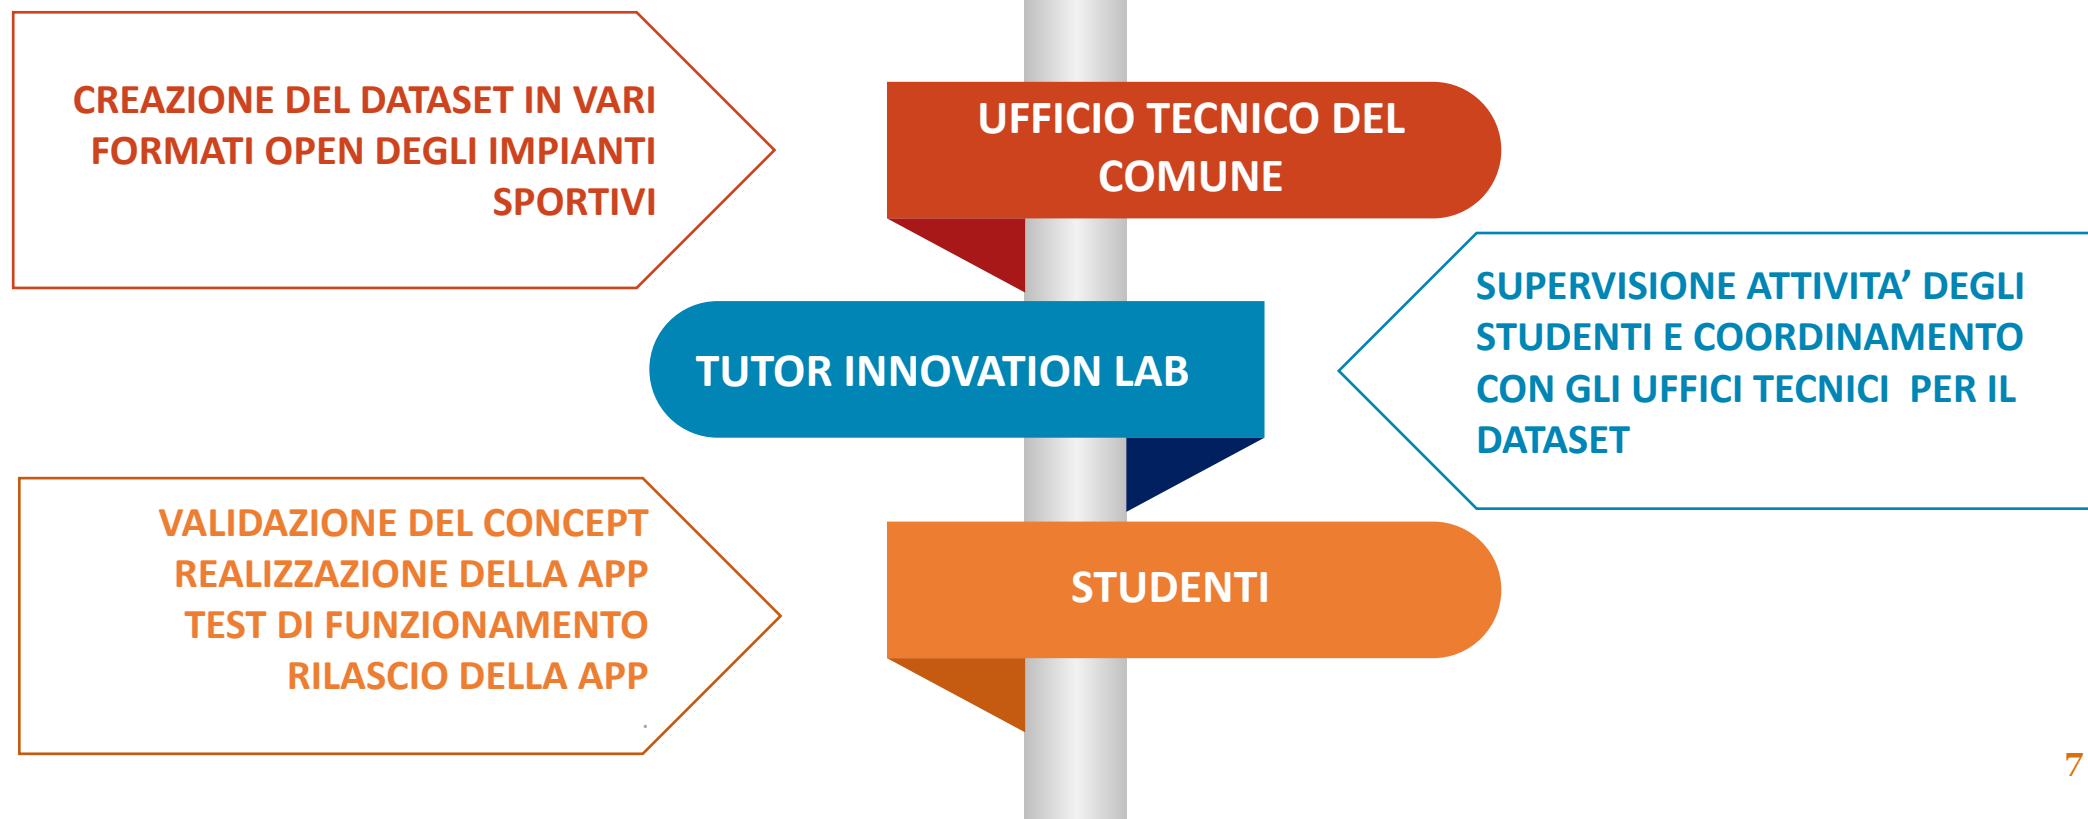 CREAZIONE DEL DATASET IN VARI
FORMATI OPEN DEGLI IMPIANTI
SPORTIVI
UFFICIO TECNICO DEL
COMUNE
TUTOR INNOVATION LAB
SUPERVISIONE ATTIVITA’ DEGLI
STUDENTI E COORDINAMENTO
CON GLI UFFICI TECNICI  PER IL
DATASET
VALIDAZIONE DEL CONCEPT
REALIZZAZIONE DELLA APP
TEST DI FUNZIONAMENTO
RILASCIO DELLA APP
.
STUDENTI
7